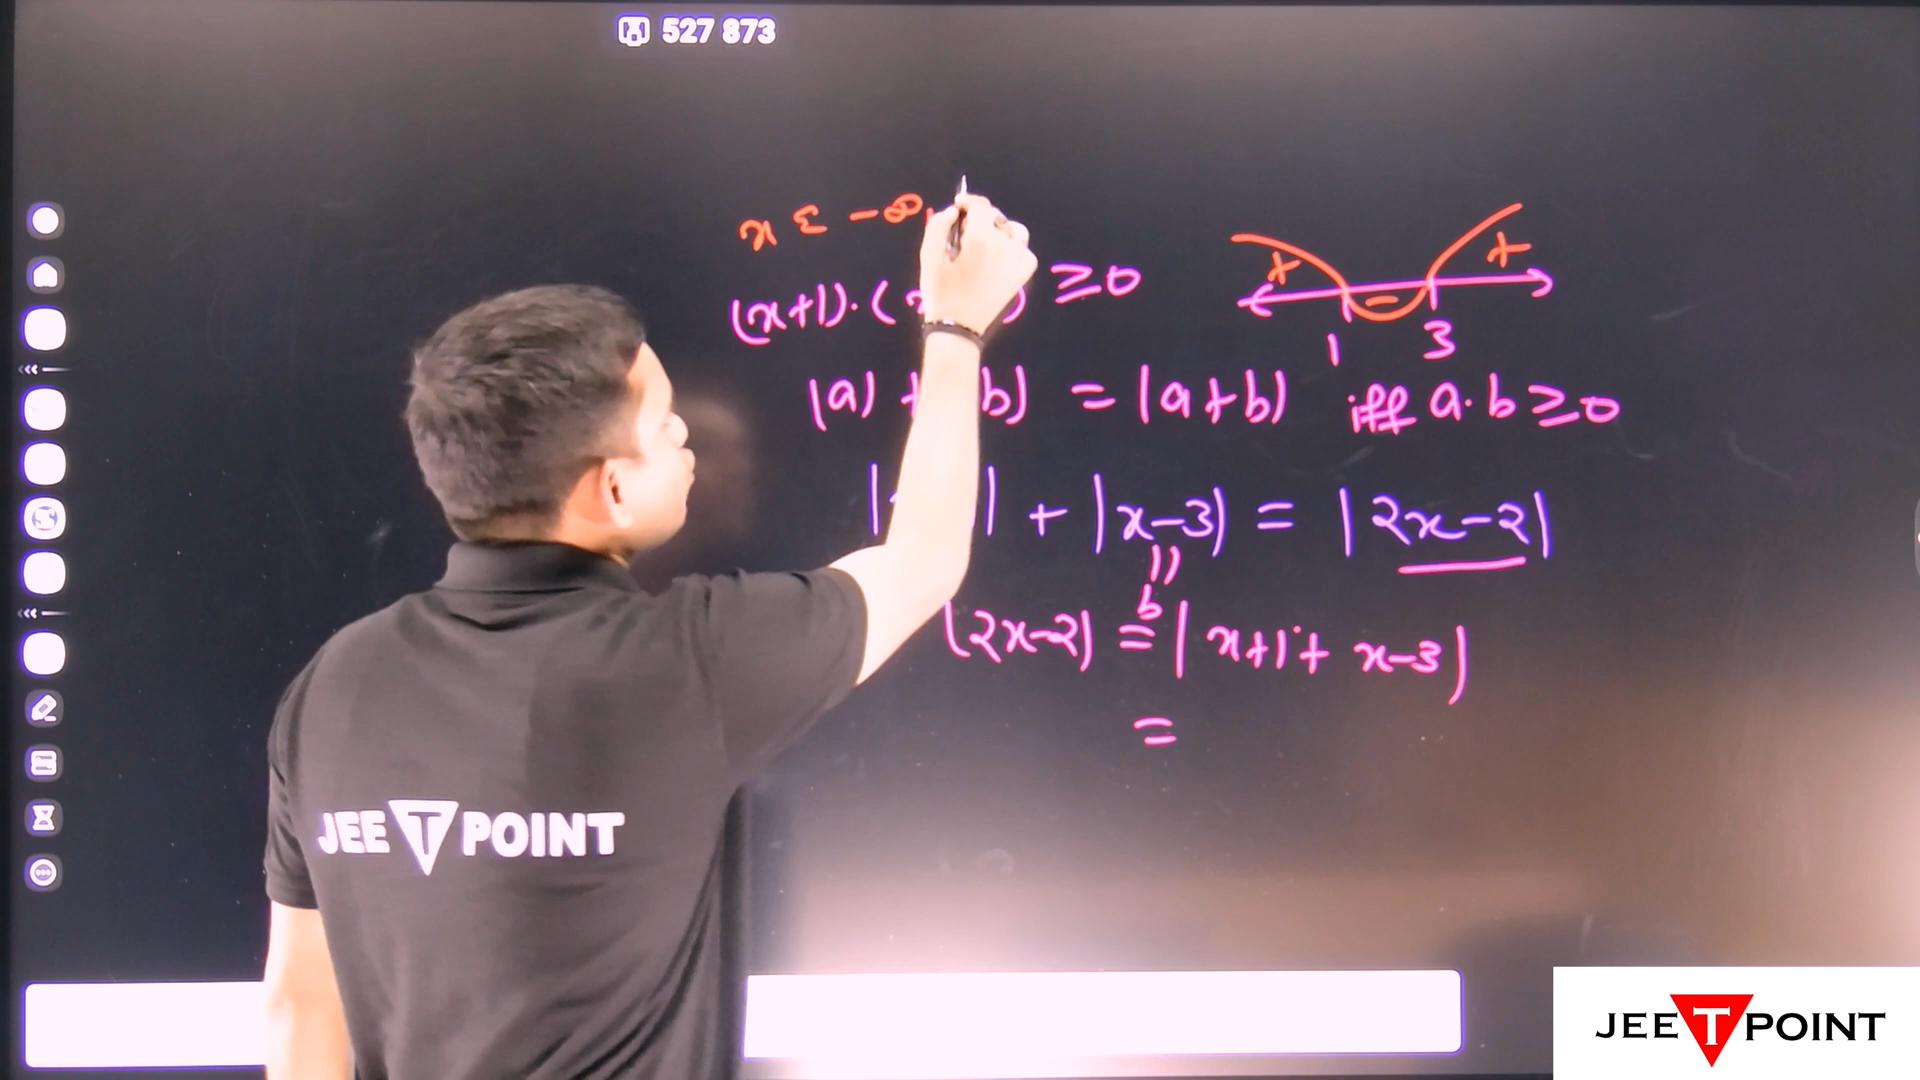 527 873
x ∈ -∞,
(x+1).( ) ≥0
+ - +
1 3
|a| + b| = |a+b| iff a.b≥0
| | + |x-3| = |2x-2|
||
b
|2x-2| = | x+1+ x-3|
=
JEE T POINT
JEE T POINT